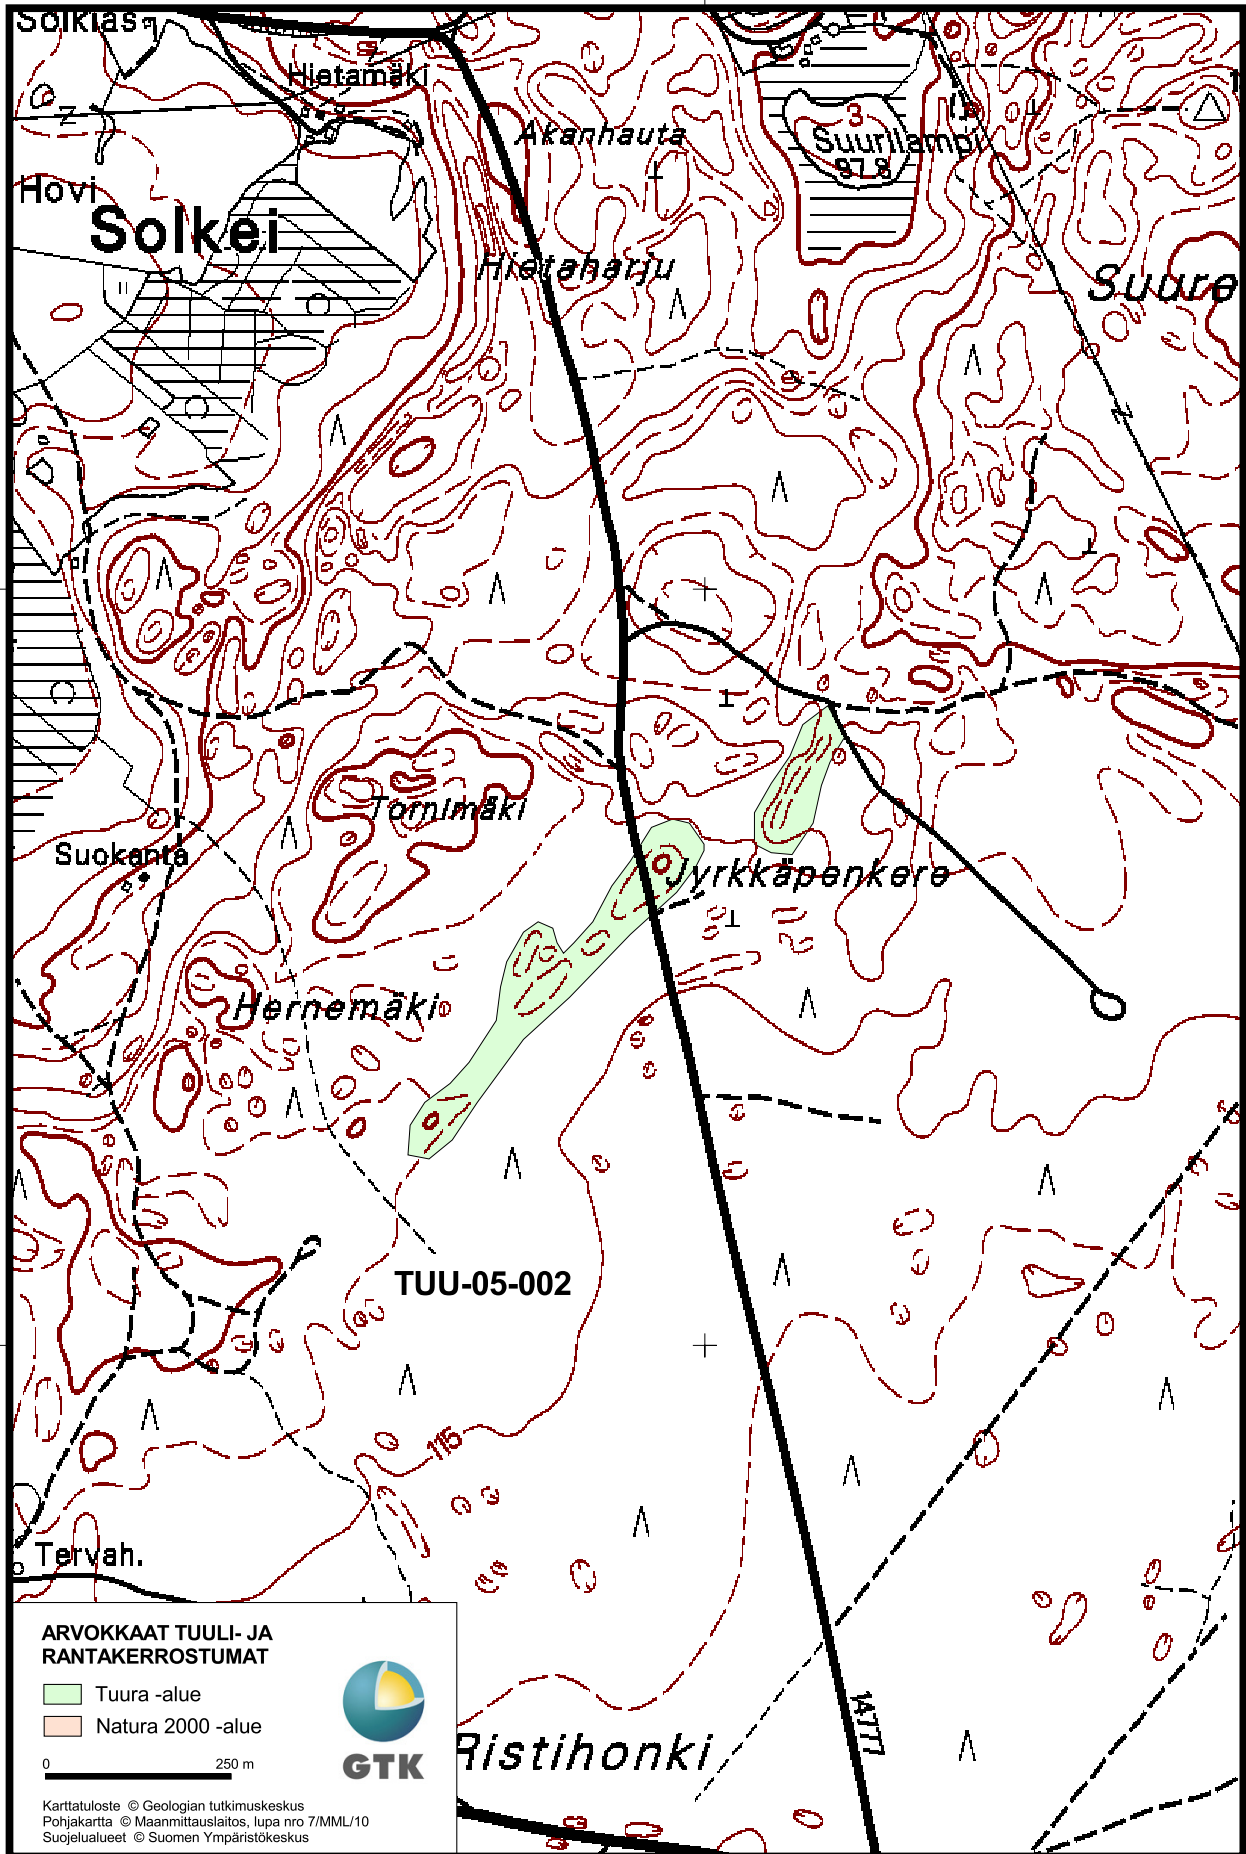 Solkias
Hietamäki
Akanhauta
3
Suurilampi
97.8
Hovi
Solkei
Hietaharju
Suure
Tornimäki
Suokanta
Jyrkkäpenkere
Hernemäki
TUU-05-002
115
Tervah.
ARVOKKAAT TUULI- JA
RANTAKERROSTUMAT
Tuura -alue
Natura 2000 -alue
0 250 m
GTK
Karttatuloste © Geologian tutkimuskeskus
Pohjakartta © Maanmittauslaitos, lupa nro 7/MML/10
Suojelualueet © Suomen Ympäristökeskus
Ristihonki
14777